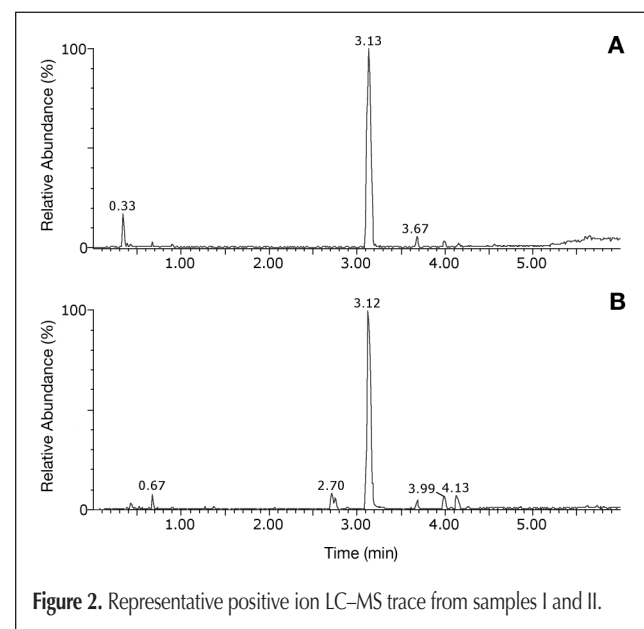 A
Relative Abundance (%)
100
0
3.13
0.33
3.67
1.00 2.00 3.00 4.00 5.00
B
Relative Abundance (%)
100
0
3.12
0.67
2.70
3.99
4.13
1.00 2.00 3.00 4.00 5.00
Time (min)
Figure 2. Representative positive ion LC–MS trace from samples I and II.